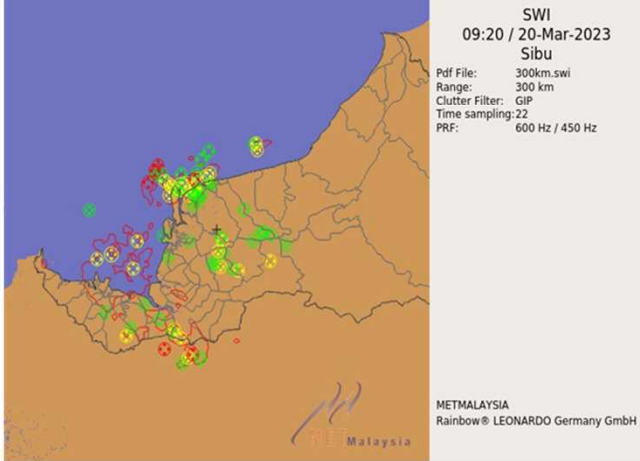 SWI
09:20 / 20-Mar-2023
Sibu
Pdf File: 300km.swi
Range: 300 km
Clutter Filter: GIP
Time sampling:22
PRF: 600 Hz / 450 Hz
METMALAYSIA
Rainbow® LEONARDO Germany GmbH
MET Malaysia